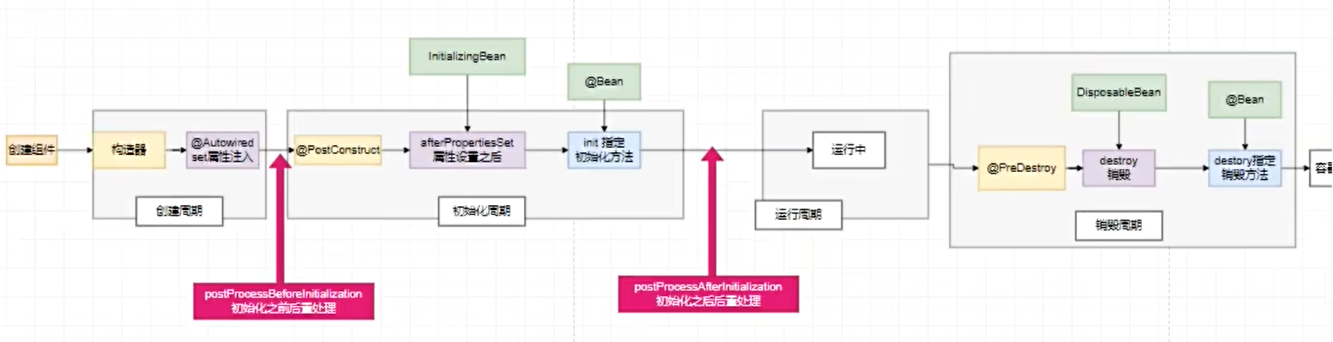 InitializingBean
@Bean
DisposableBean
@Bean
创建组件
构造器
@Autowired
set属性注入
@PostConstruct
afterPropertiesSet
属性设置之后
init 指定
初始化方法
运行中
@PreDestroy
destroy
销毁
destory指定
销毁方法
创建周期
初始化周期
运行周期
销毁周期
postProcessBeforeInitialization
初始化之前后置处理
postProcessAfterInitialization
初始化之后后置处理